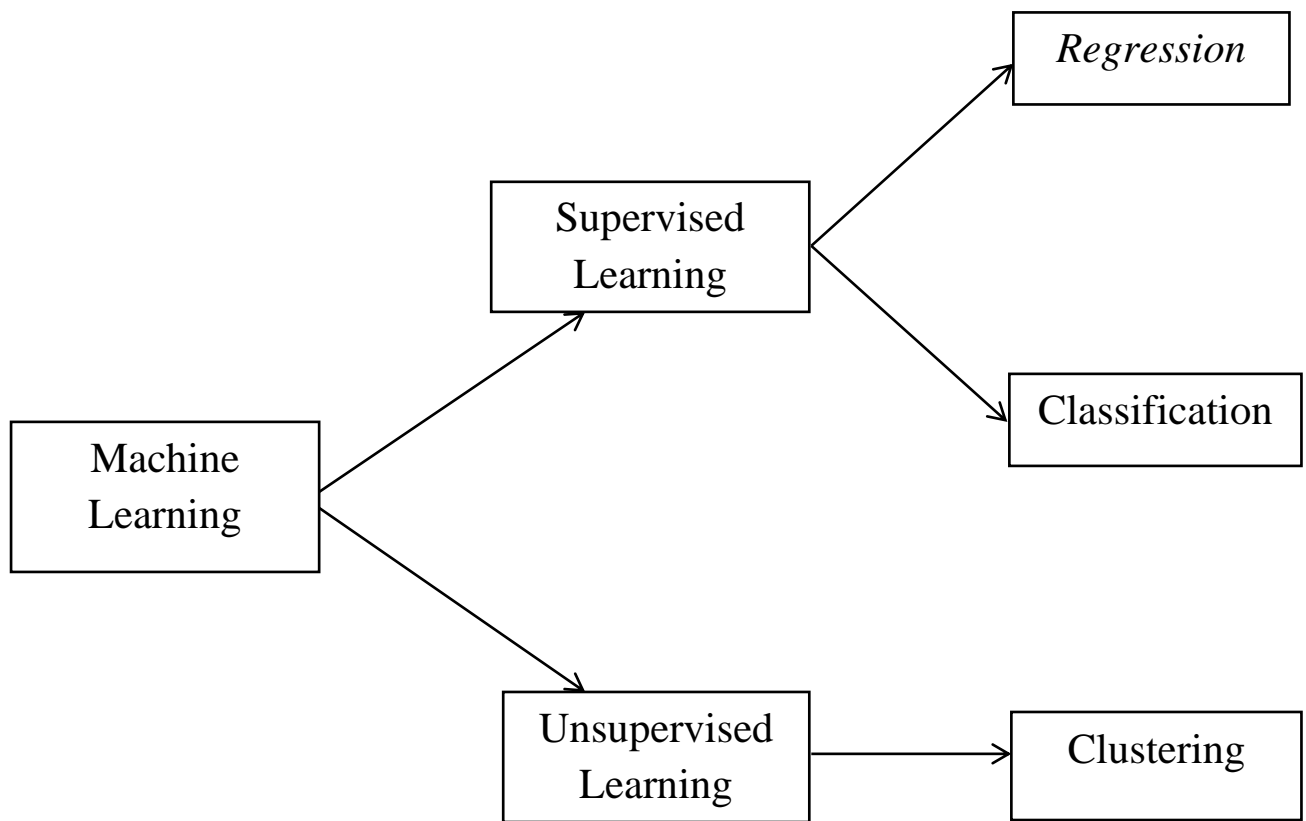 Regression
Supervised
Learning
Classification
Machine
Learning
Unsupervised
Learning
Clustering